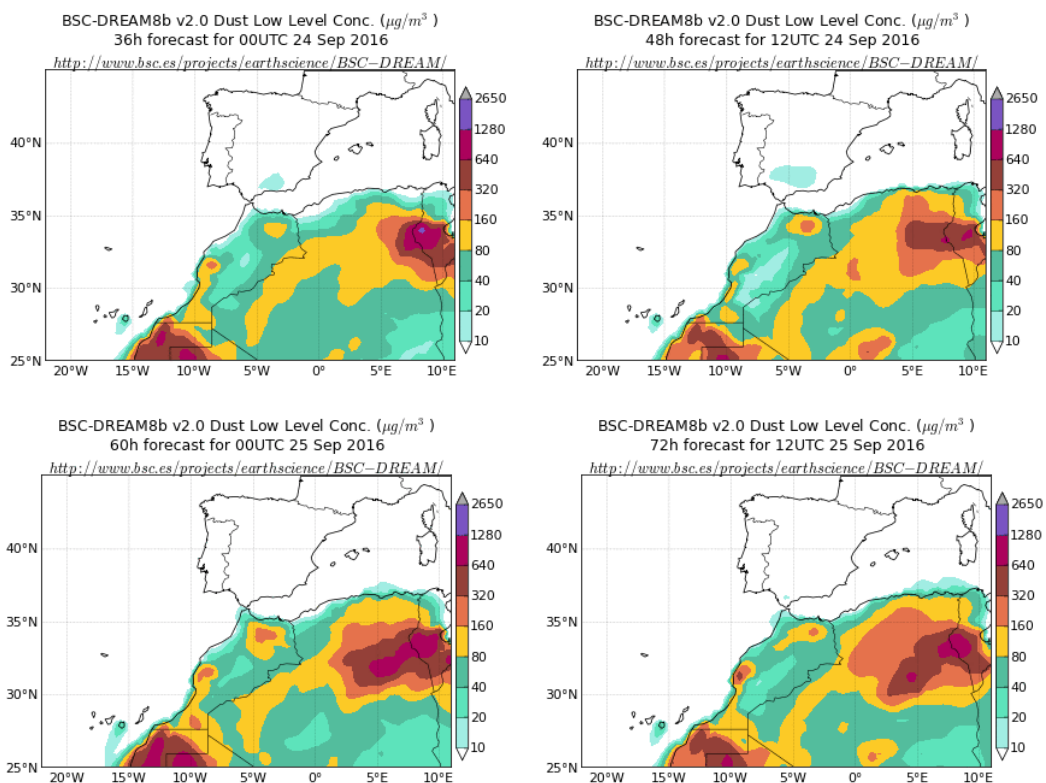 BSC-DREAM8b v2.0 Dust Low Level Conc. (μg/m³ )
36h forecast for 00UTC 24 Sep 2016
http://www.bsc.es/projects/earthscience/BSC−DREAM/
2650
1280
640
320
160
80
40
20
10
40°N
35°N
30°N
25°N
20°W 15°W 10°W 5°W 0°E 5°E 10°E
BSC-DREAM8b v2.0 Dust Low Level Conc. (μg/m³ )
48h forecast for 12UTC 24 Sep 2016
http://www.bsc.es/projects/earthscience/BSC−DREAM/
2650
1280
640
320
160
80
40
20
10
40°N
35°N
30°N
25°N
20°W 15°W 10°W 5°W 0°E 5°E 10°E
BSC-DREAM8b v2.0 Dust Low Level Conc. (μg/m³ )
60h forecast for 00UTC 25 Sep 2016
http://www.bsc.es/projects/earthscience/BSC−DREAM/
2650
1280
640
320
160
80
40
20
10
40°N
35°N
30°N
25°N
20°W 15°W 10°W 5°W 0°E 5°E 10°E
BSC-DREAM8b v2.0 Dust Low Level Conc. (μg/m³ )
72h forecast for 12UTC 25 Sep 2016
http://www.bsc.es/projects/earthscience/BSC−DREAM/
2650
1280
640
320
160
80
40
20
10
40°N
35°N
30°N
25°N
20°W 15°W 10°W 5°W 0°E 5°E 10°E